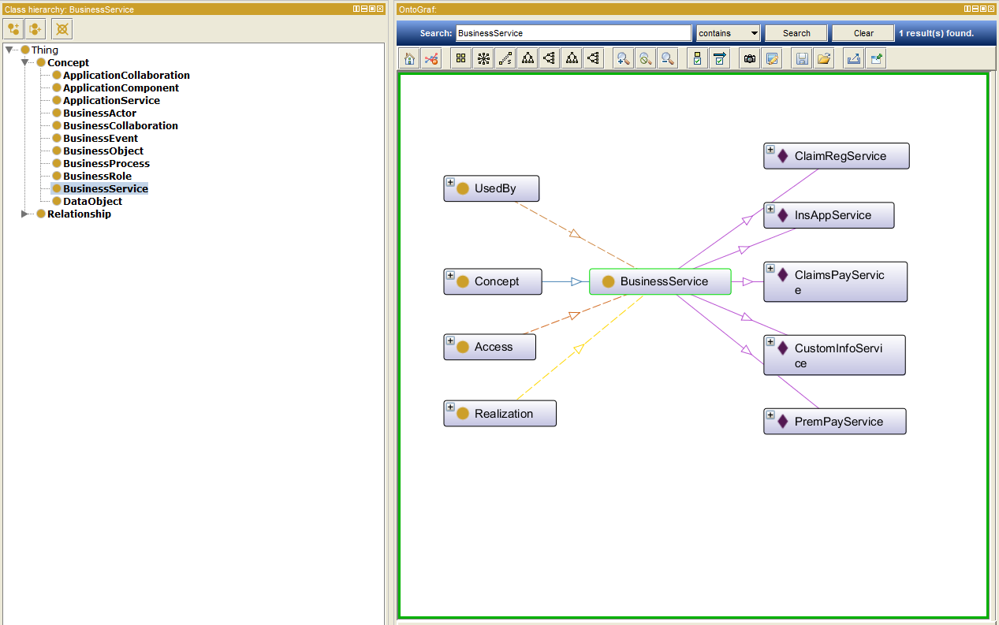 Class hierarchy: BusinessService
Thing
Concept
ApplicationCollaboration
ApplicationComponent
ApplicationService
BusinessActor
BusinessCollaboration
BusinessEvent
BusinessObject
BusinessProcess
BusinessRole
BusinessService
DataObject
Relationship
OntoGraf:
Search: BusinessService contains Search Clear 1 result(s) found.
UsedBy
Concept
Access
Realization
BusinessService
ClaimRegService
InsAppService
ClaimsPayServic
e
CustomInfoServi
ce
PremPayService